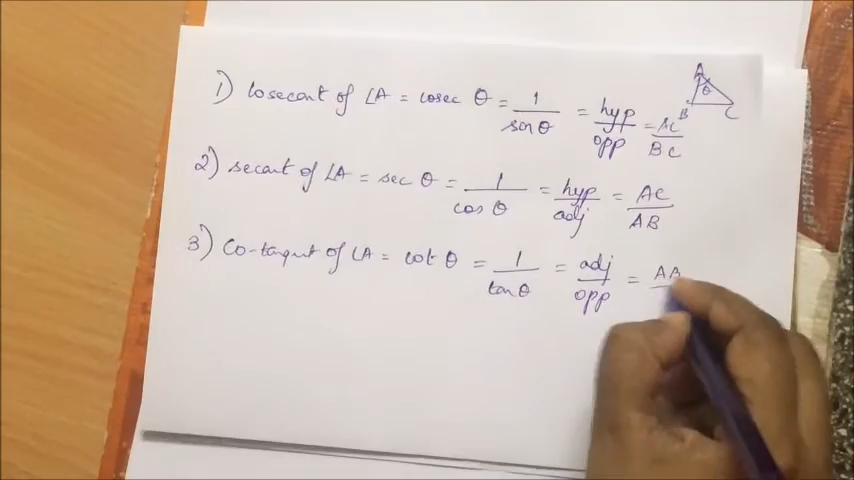 A
θ
B
C
1) Cosecant of ∠A = cosec θ = 1/sin θ = hyp/opp = AC/BC
2) secant of ∠A = sec θ = 1/cos θ = hyp/adj = AC/AB
3) Co-tangent of ∠A = cot θ = 1/tan θ = adj/opp = AB